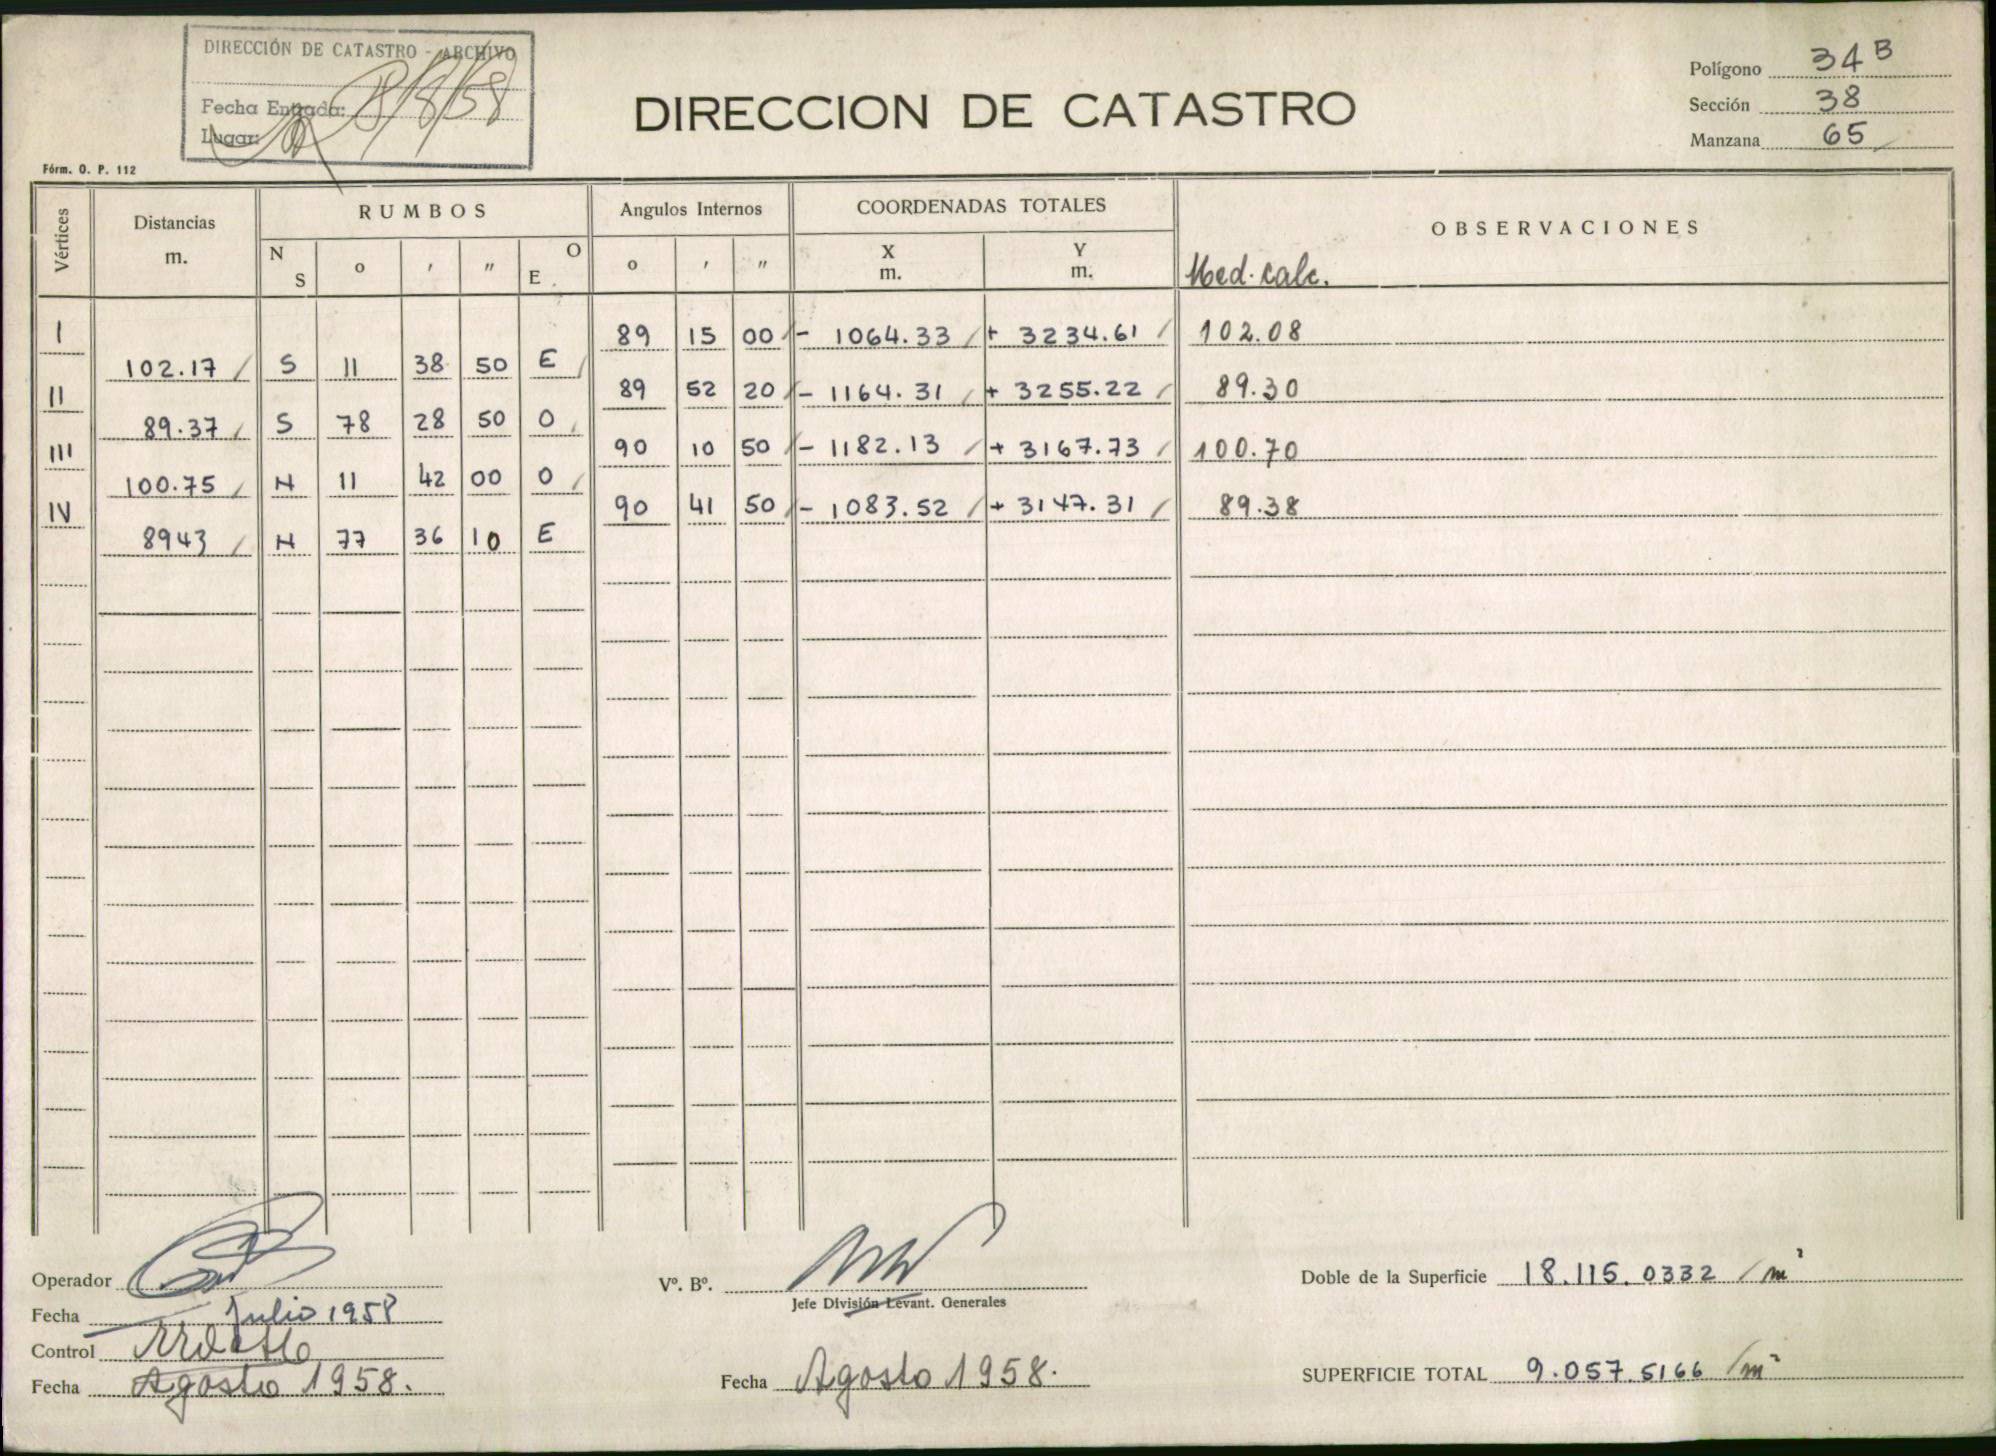 DIRECCIÓN DE CATASTRO - ARCHIVO
Fecha Entrada: 8/8/58
Lugar:
DIRECCION DE CATASTRO
Polígono 34 B
Sección 38
Manzana 65
Fórm. O. P. 112
Vértices
Distancias
m.
RUMBOS
N
S
o
'
"
O
E
Angulos Internos
o
'
"
COORDENADAS TOTALES
X
m.
Y
m.
OBSERVACIONES
Med. calc.
I 89 15 00 - 1064.33 + 3234.61 102.08
102.17 S 11 38 50 E
II 89 52 20 - 1164.31 + 3255.22 89.30
89.37 S 78 28 50 O
III 90 10 50 - 1182.13 + 3167.73 100.70
100.75 N 11 42 00 O
IV 90 41 50 - 1083.52 + 3147.31 89.38
8943 N 77 36 10 E
Operador
Fecha Julio 1958
Control
Fecha Agosto 1958.
Vº. Bº.
Jefe División Levant. Generales
Fecha Agosto 1958.
Doble de la Superficie 18.115.0332 m²
SUPERFICIE TOTAL 9.057.5166 m²